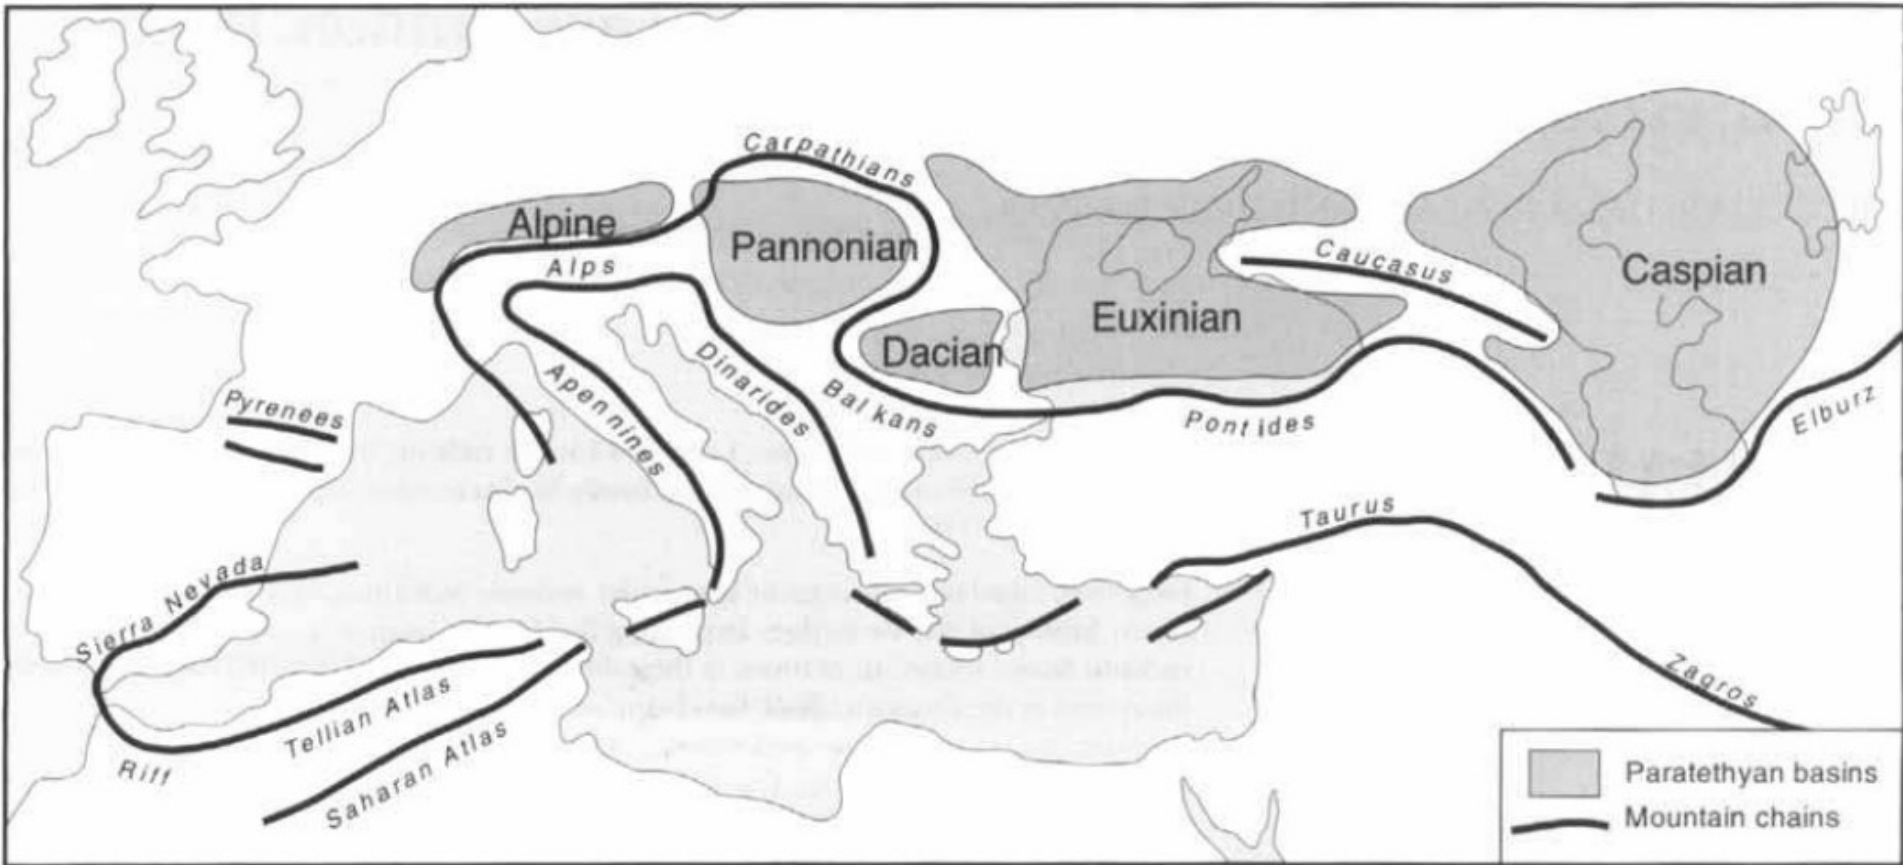 Carpathians
Alpine
Pannonian
Alps
Caucasus
Caspian
Euxinian
Dacian
Dinarides
Apennines
Balkans
Pyrenees
Pontides
Elburz
Taurus
Sierra Nevada
Zagros
Tellian Atlas
Riff
Saharan Atlas
Paratethyan basins
Mountain chains